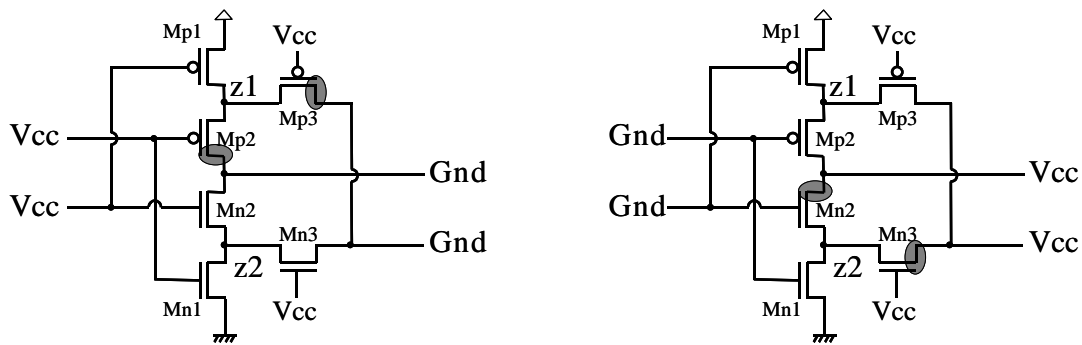 Mp1
Vcc
z1
Mp3
Vcc
Mp2
Gnd
Vcc
Mn2
Mn3
Gnd
z2
Mn1
Vcc
Mp1
Vcc
z1
Mp3
Gnd
Mp2
Vcc
Gnd
Mn2
Mn3
Vcc
z2
Mn1
Vcc